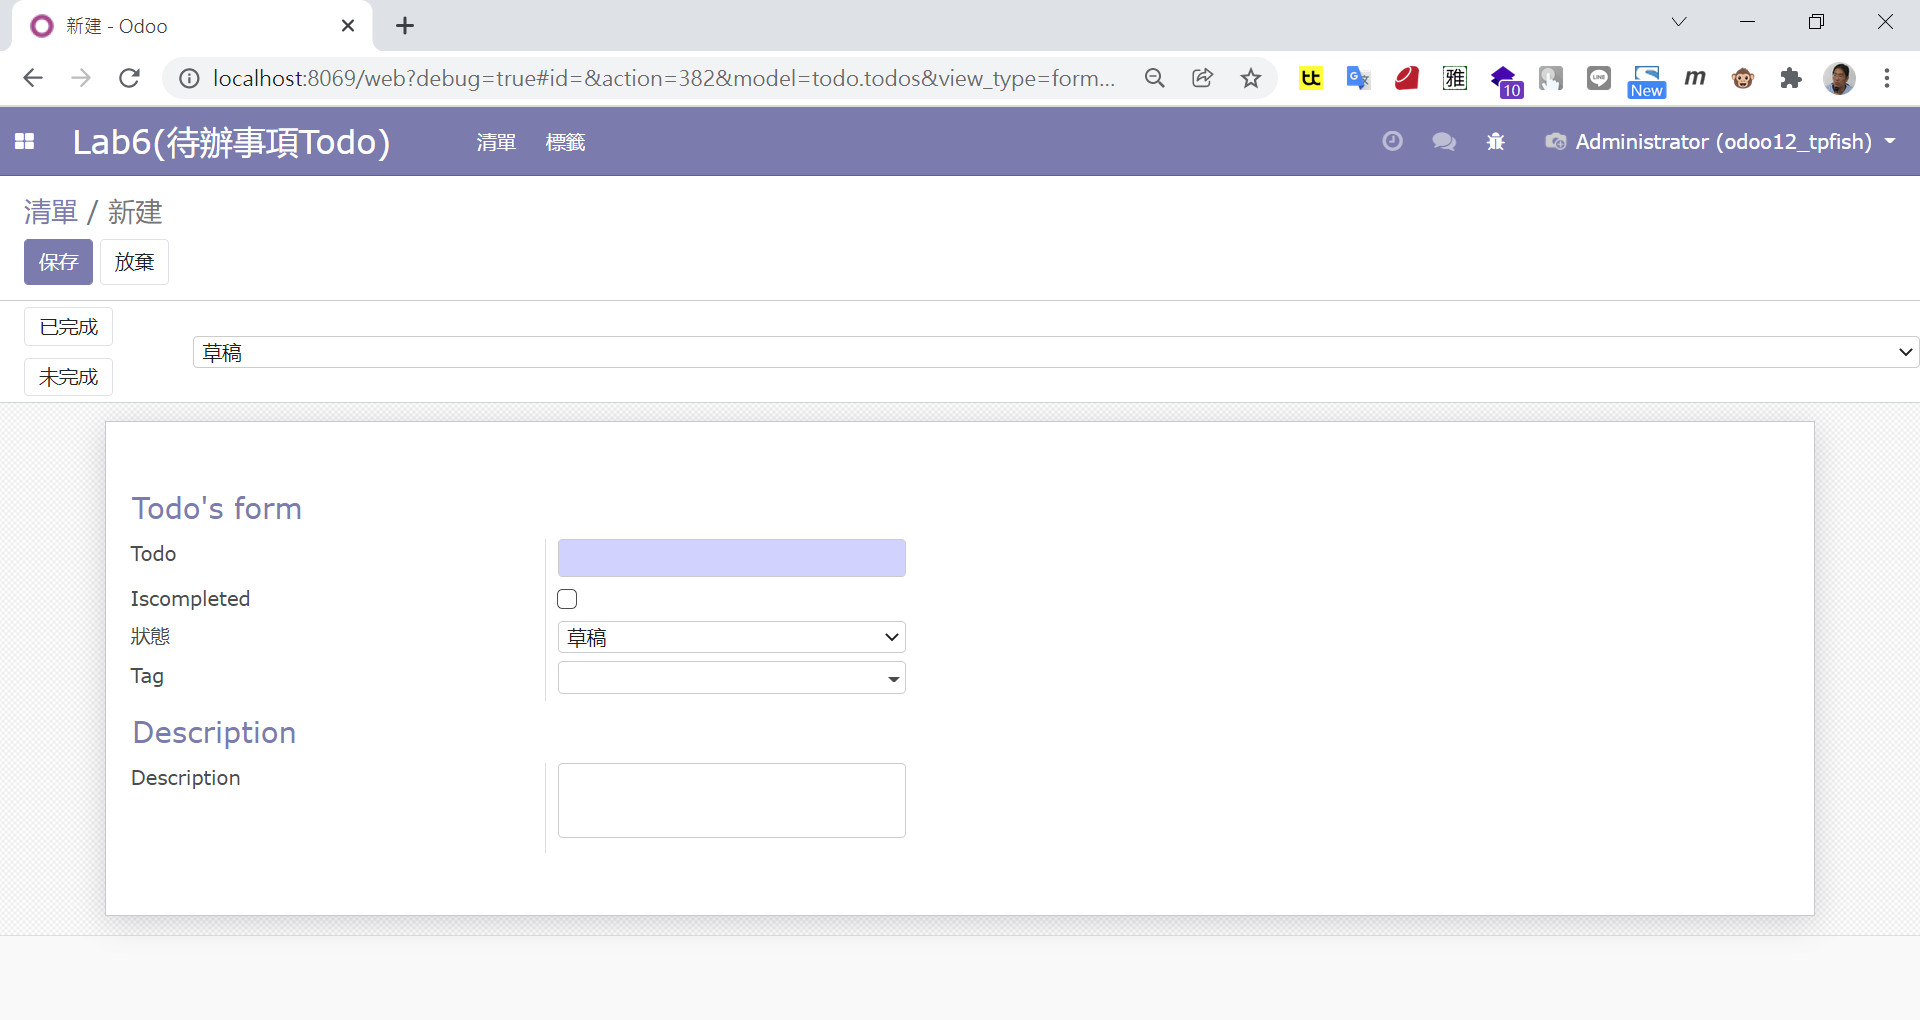 新建 - Odoo
localhost:8069/web?debug=true#id=&action=382&model=todo.todos&view_type=form...
tt
G
雅
10
LINE
New
m
Lab6(待辦事項Todo)
清單 標籤
Administrator (odoo12_tpfish)
清單 / 新建
保存 放棄
已完成
草稿
未完成
Todo's form
Todo
Iscompleted
狀態 草稿
Tag
Description
Description